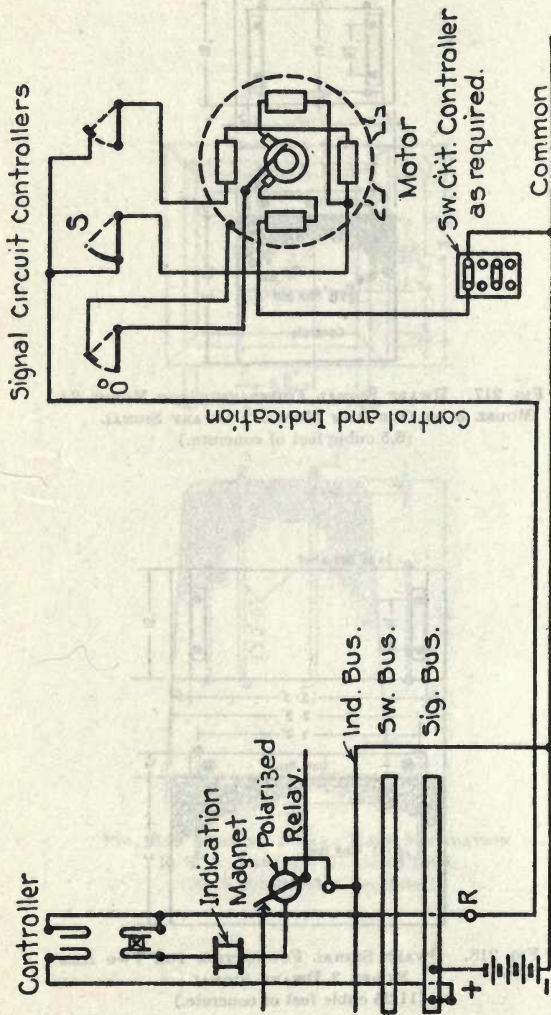 Signal Circuit Controllers
S
0°
Motor
Sw. Ckt. Controller
as required.
Common
Control and Indication
Controller
Indication
Magnet
Polarized
Relay.
Ind. Bus.
Sw. Bus.
Sig. Bus.
R
+
-